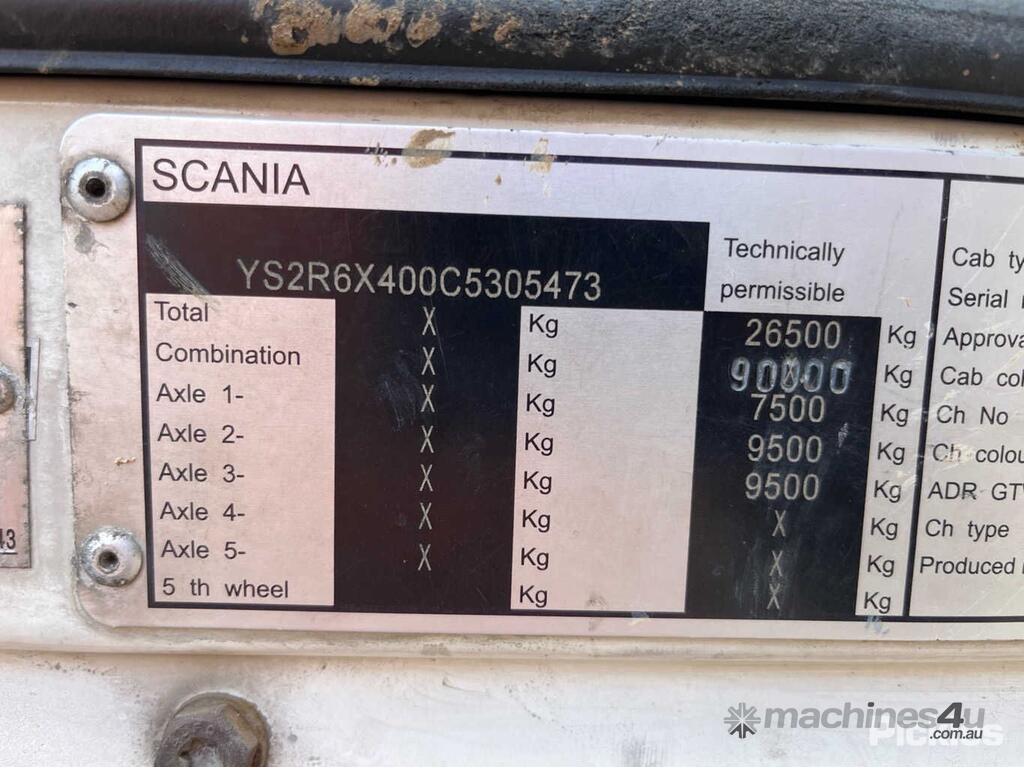 SCANIA
YS2R6X400C5305473
Technically
permissible
Total X Kg 26500 Kg
Combination X Kg 90000 Kg
Axle 1- X Kg 7500 Kg
Axle 2- X Kg 9500 Kg
Axle 3- X Kg 9500 Kg
Axle 4- X Kg X Kg
Axle 5- X Kg X Kg
5 th wheel Kg X Kg
Cab ty
Serial
Approva
Cab col
Ch No
Ch colou
ADR GT
Ch type
Produced
13
machines4u
.com.au
Pickles